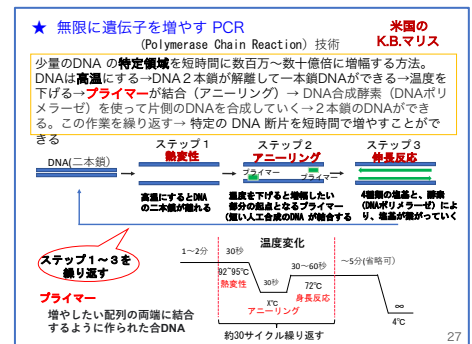 ★ 無限に遺伝子を増やす PCR
(Polymerase Chain Reaction) 技術
米国の
K.B.マリス
少量のDNA の特定領域を短時間に数百万～数十億倍に増幅する方法。
DNAは高温にする→DNA２本鎖が解離して一本鎖DNAができる→温度を
下げる→プライマーが結合（アニーリング）→ DNA合成酵素（DNAポリ
メラーゼ）を使って片側のDNAを合成していく→２本鎖のDNAができ
る。この作業を繰り返す→ 特定の DNA 断片を短時間で増やすことがで
きる
ステップ１
熱変性
ステップ２
アニーリング
ステップ３
伸長反応
DNA(二本鎖)
プライマー
プライマー
高温にするとDNA
の二本鎖が離れる
温度を下げると増幅したい
部分の起点となるプライマー
(短い人工合成のDNA が結合する
4種類の塩基と、酵素
(DNAポリメラーゼ）によ
り、塩基が繋がっていく
ステップ１～３を
繰り返す
温度変化
1～2分
30秒
92~95℃
熱変性
30秒
X℃
アニーリング
30～60秒
72℃
身長反応
～5分(省略可)
∞
4℃
約30サイクル繰り返す
プライマー
増やしたい配列の両端に結合
するように作られた合DNA
27